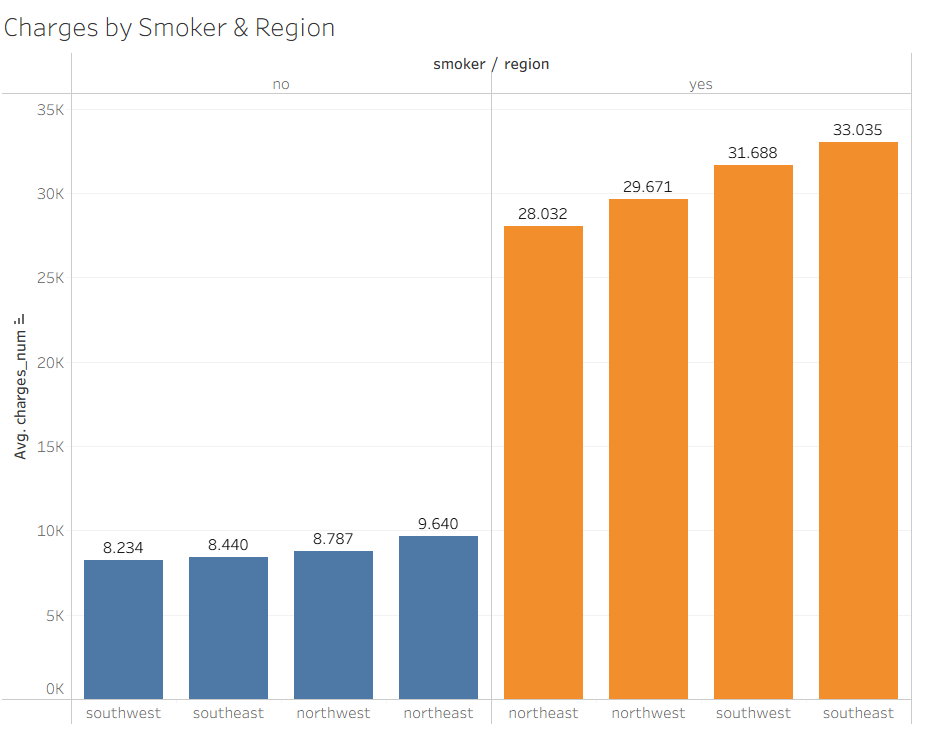 Charges by Smoker & Region
smoker / region
no
yes
Avg. charges_num
35K
30K
25K
20K
15K
10K
5K
0K
8.234
8.440
8.787
9.640
28.032
29.671
31.688
33.035
southwest
southeast
northwest
northeast
northeast
northwest
southwest
southeast